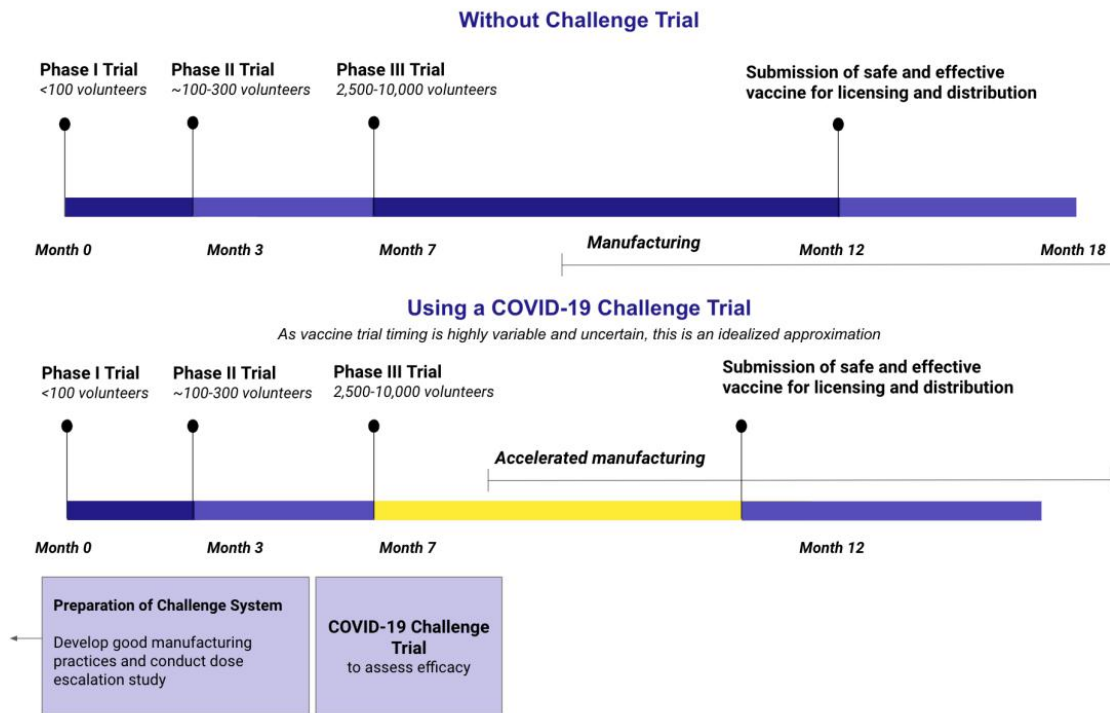 Without Challenge Trial
Phase I Trial
<100 volunteers
Phase II Trial
~100-300 volunteers
Phase III Trial
2,500-10,000 volunteers
Submission of safe and effective
vaccine for licensing and distribution
Month 0
Month 3
Month 7
Manufacturing
Month 12
Month 18
Using a COVID-19 Challenge Trial
As vaccine trial timing is highly variable and uncertain, this is an idealized approximation
Phase I Trial
<100 volunteers
Phase II Trial
~100-300 volunteers
Phase III Trial
2,500-10,000 volunteers
Submission of safe and effective
vaccine for licensing and distribution
Accelerated manufacturing
Month 0
Month 3
Month 7
Month 12
Preparation of Challenge System
Develop good manufacturing
practices and conduct dose
escalation study
COVID-19 Challenge
Trial
to assess efficacy